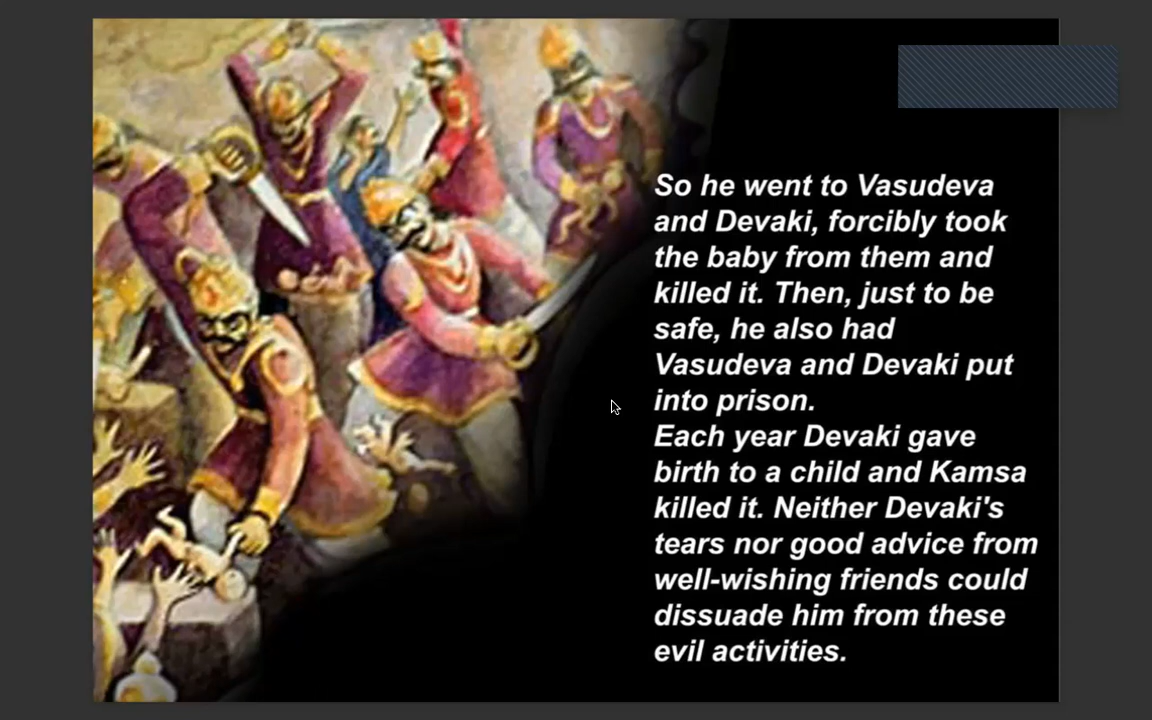 So he went to Vasudeva
and Devaki, forcibly took
the baby from them and
killed it. Then, just to be
safe, he also had
Vasudeva and Devaki put
into prison.
Each year Devaki gave
birth to a child and Kamsa
killed it. Neither Devaki's
tears nor good advice from
well-wishing friends could
dissuade him from these
evil activities.